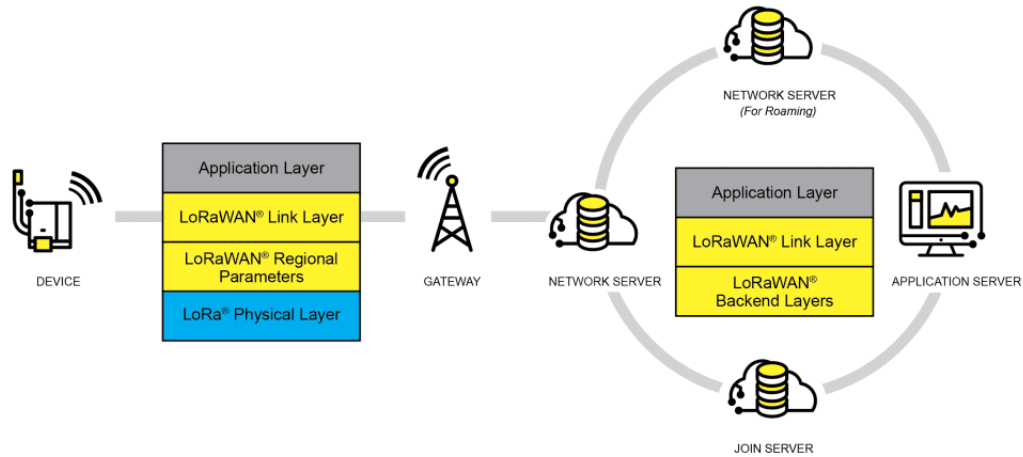 NETWORK SERVER
(For Roaming)
Application Layer
LoRaWAN® Link Layer
LoRaWAN® Regional
Parameters
LoRa® Physical Layer
Application Layer
LoRaWAN® Link Layer
LoRaWAN®
Backend Layers
DEVICE
GATEWAY
NETWORK SERVER
APPLICATION SERVER
JOIN SERVER